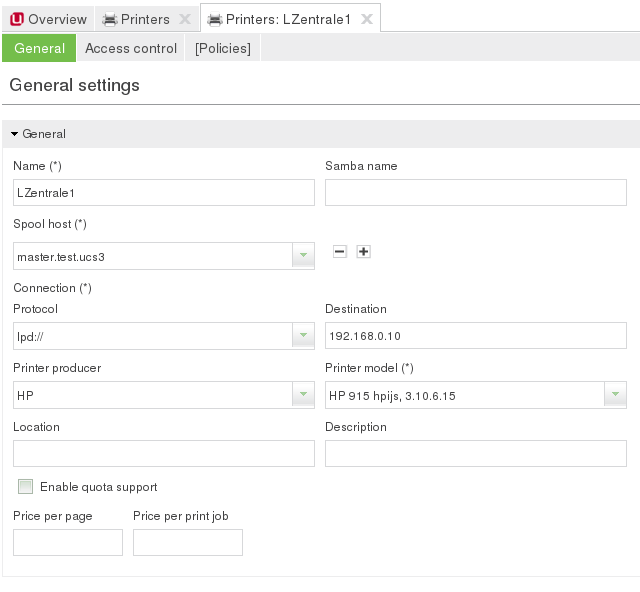 Overview Printers Printers: LZentrale1
General Access control [Policies]
General settings
General
Name (*) Samba name
LZentrale1
Spool host (*)
master.test.ucs3
Connection (*)
Protocol Destination
lpd:// 192.168.0.10
Printer producer Printer model (*)
HP HP 915 hpijs, 3.10.6.15
Location Description
Enable quota support
Price per page Price per print job